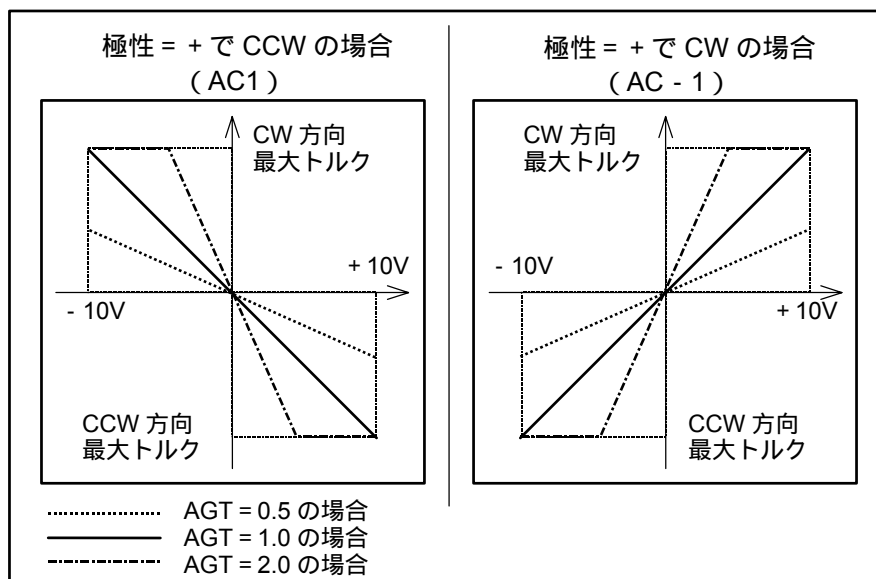 極性 = + で CCW の場合
( AC1 )
CW 方向
最大トルク
+ 10V
- 10V
CCW 方向
最大トルク
極性 = + で CW の場合
( AC - 1 )
CW 方向
最大トルク
- 10V
+ 10V
CCW 方向
最大トルク
AGT = 0.5 の場合
AGT = 1.0 の場合
AGT = 2.0 の場合